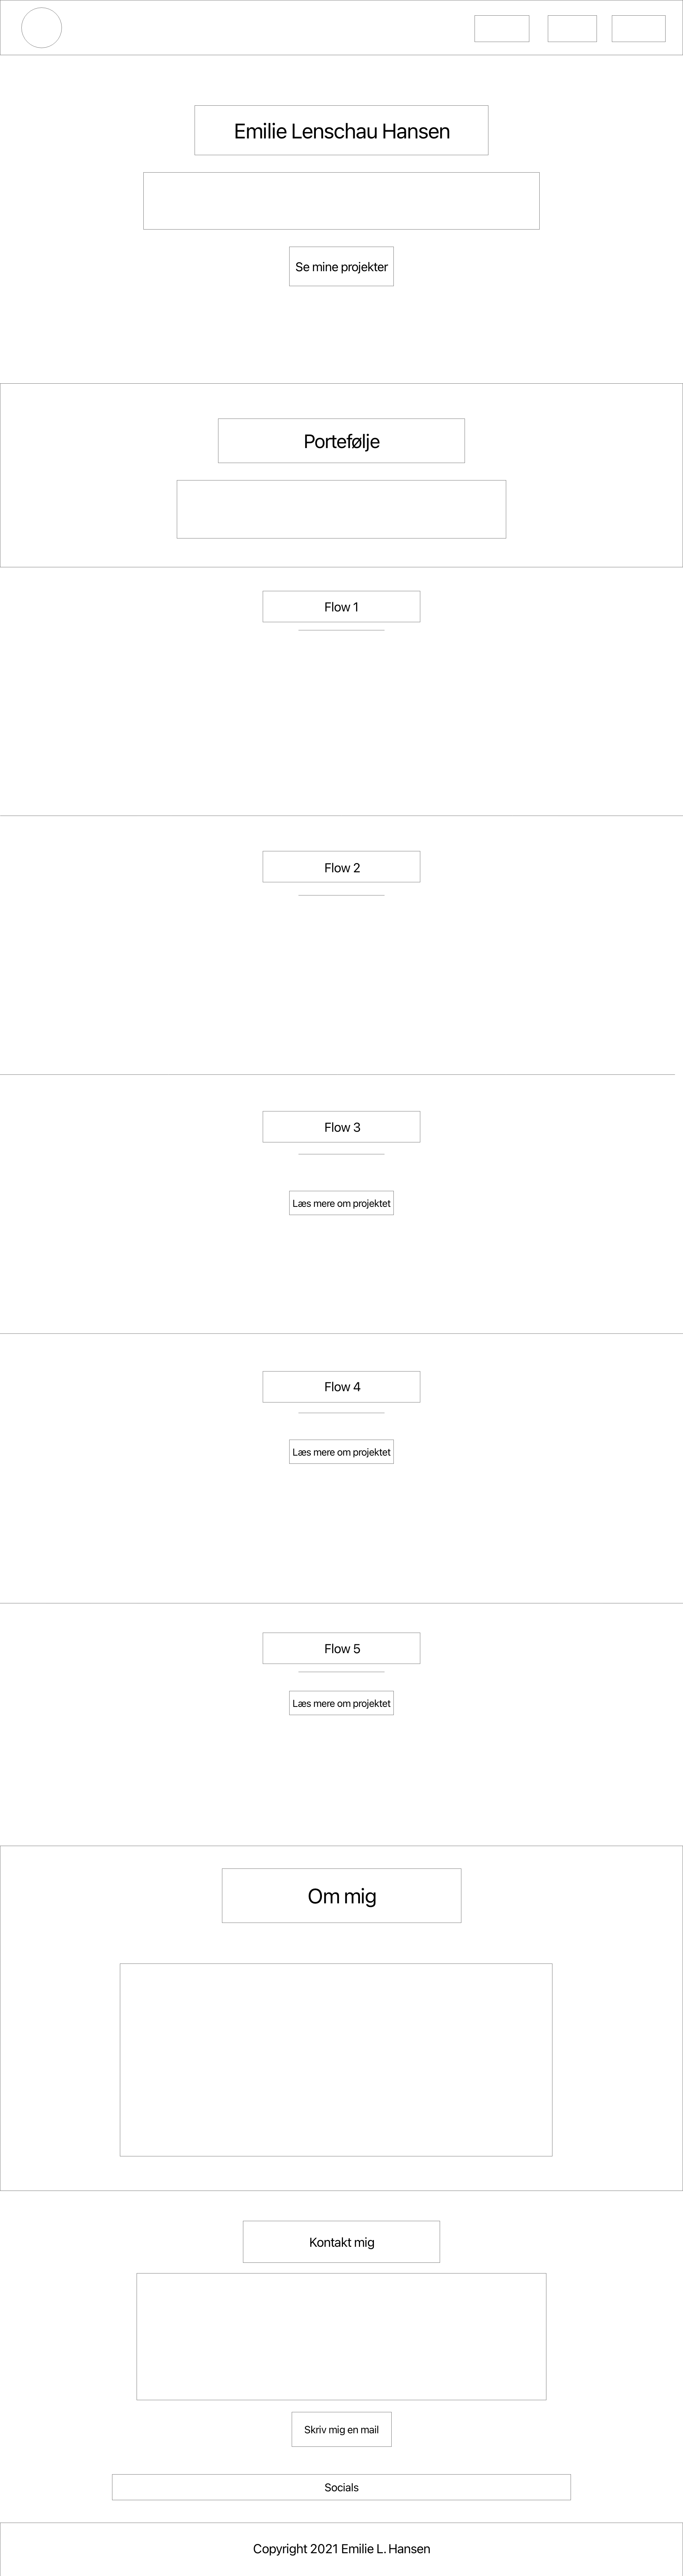 Emilie Lenschau Hansen
Se mine projekter
Portefølje
Flow 1
Flow 2
Flow 3
Læs mere om projektet
Flow 4
Læs mere om projektet
Flow 5
Læs mere om projektet
Om mig
Kontakt mig
Skriv mig en mail
Socials
Copyright 2021 Emilie L. Hansen